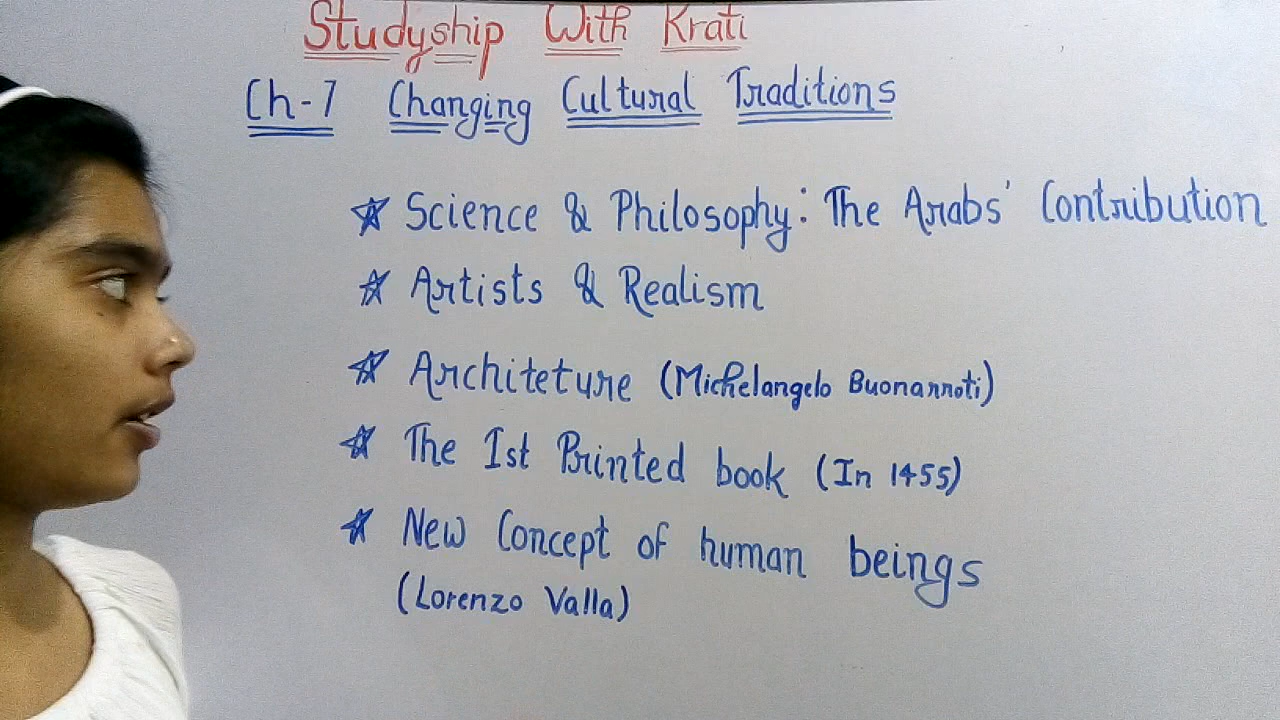 Studyship With Krati
Ch-7 Changing Cultural Traditions
☆ Science & Philosophy: The Arabs' Contribution
☆ Artists & Realism
☆ Architeture (Michelangelo Buonarroti)
☆ The 1st Printed book (In 1455)
☆ New Concept of human beings
(Lorenzo Valla)